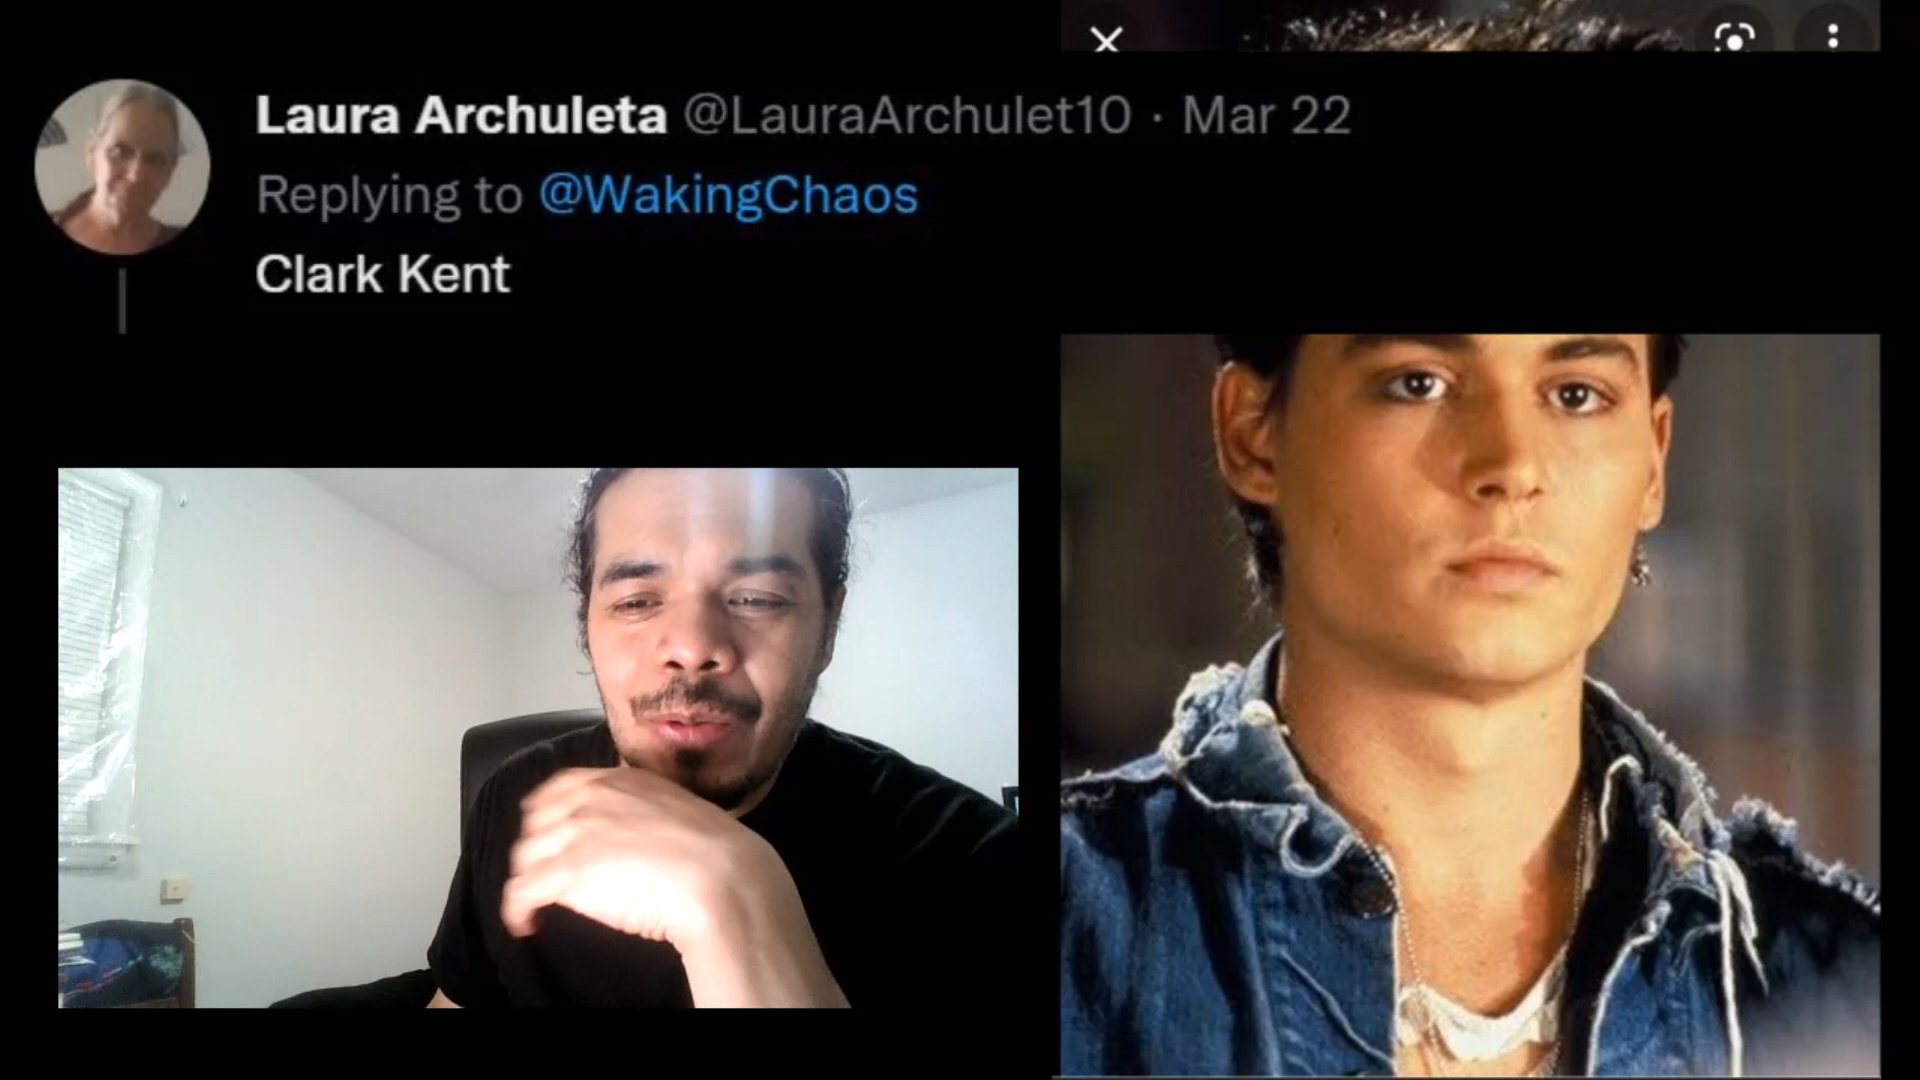 Laura Archuleta @LauraArchulet10 · Mar 22
Replying to @WakingChaos
Clark Kent